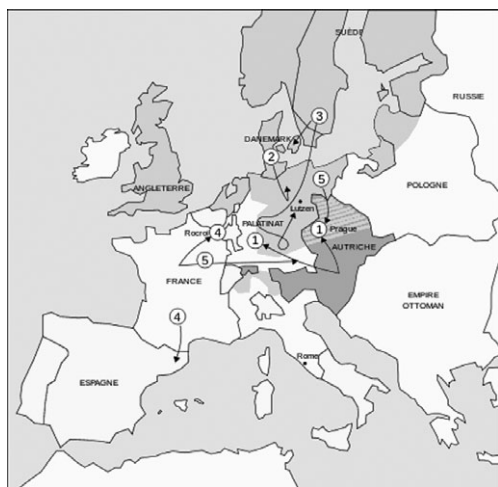 SUÈDE
RUSSIE
3
DANEMARK
2
5
ANGLETERRE
POLOGNE
Lutzen
PALATINAT
Rocroi 4
1
1 Prague
AUTRICHE
5
FRANCE
EMPIRE
OTTOMAN
4
Rome
ESPAGNE